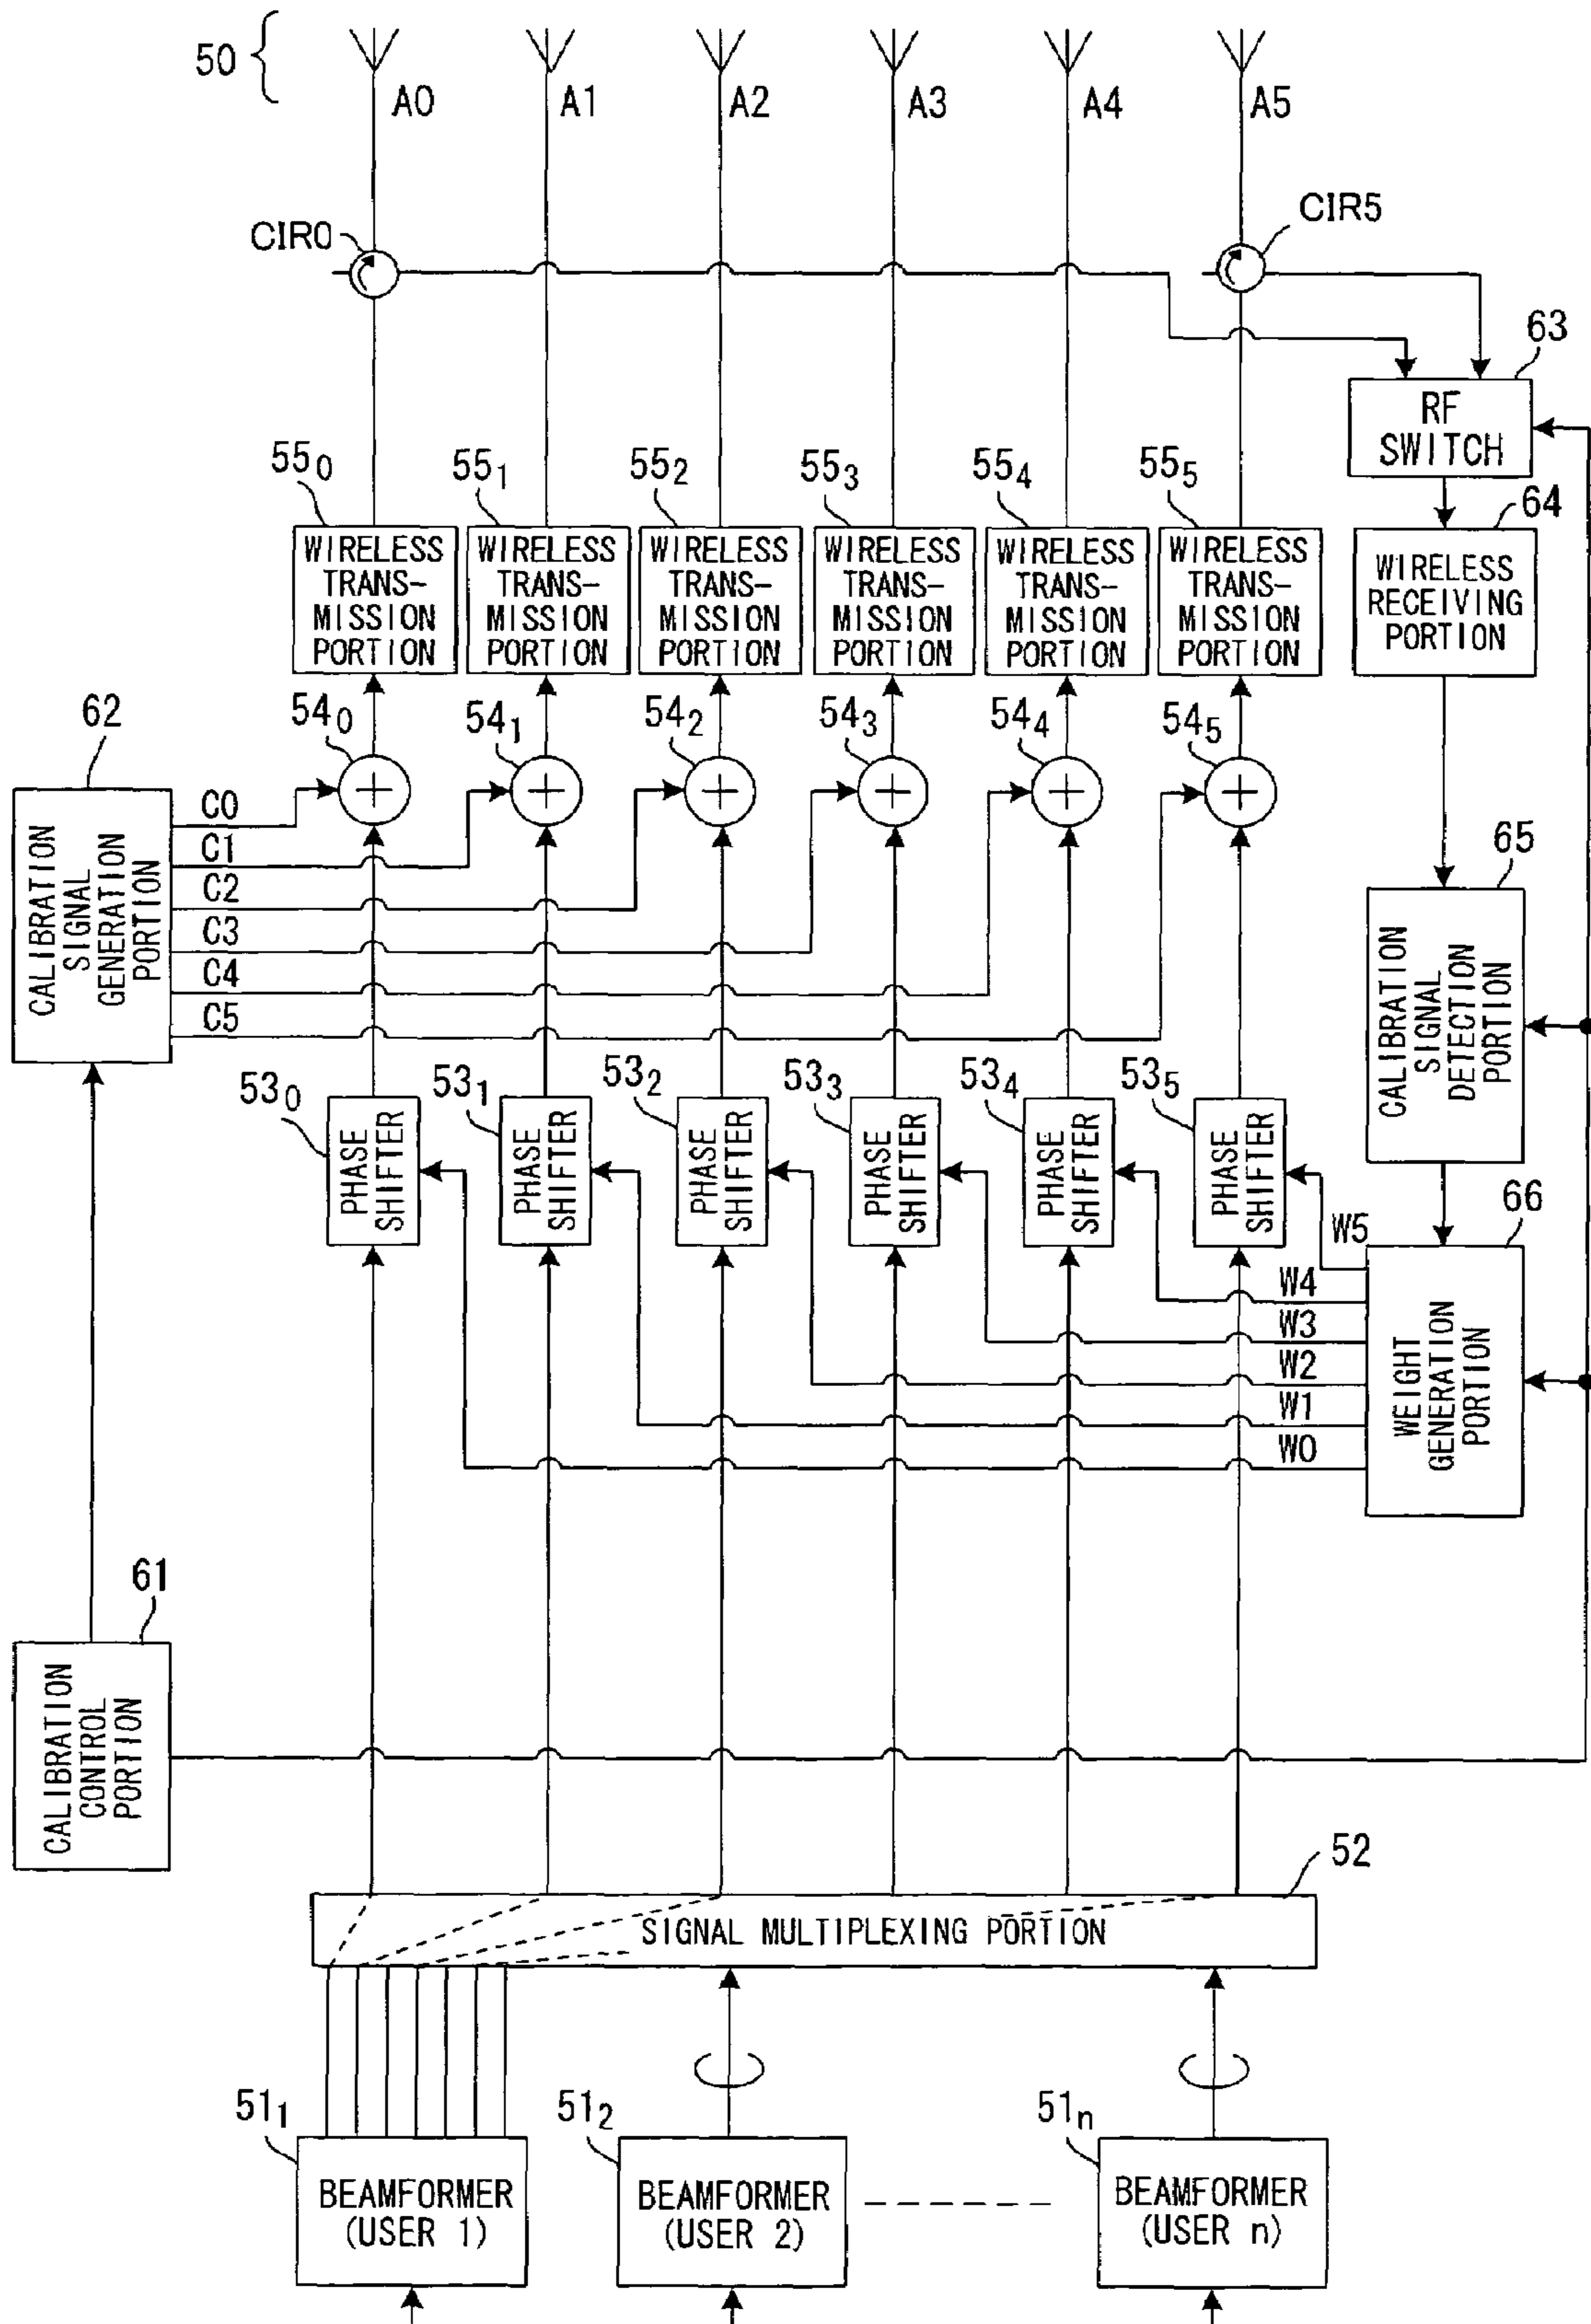 50
A0
A1
A2
A3
A4
A5
CIR0
CIR5
63
RF
SWITCH
55₀
55₁
55₂
55₃
55₄
55₅
64
WIRELESS
TRANS-
MISSION
PORTION
WIRELESS
TRANS-
MISSION
PORTION
WIRELESS
TRANS-
MISSION
PORTION
WIRELESS
TRANS-
MISSION
PORTION
WIRELESS
TRANS-
MISSION
PORTION
WIRELESS
TRANS-
MISSION
PORTION
WIRELESS
RECEIVING
PORTION
62
54₀
54₁
54₂
54₃
54₄
54₅
+
+
+
+
+
+
CALIBRATION
SIGNAL
GENERATION
PORTION
C0
C1
C2
C3
C4
C5
65
CALIBRATION
SIGNAL
DETECTION
PORTION
53₀
53₁
53₂
53₃
53₄
53₅
PHASE
SHIFTER
PHASE
SHIFTER
PHASE
SHIFTER
PHASE
SHIFTER
PHASE
SHIFTER
PHASE
SHIFTER
66
W5
W4
W3
W2
W1
W0
WEIGHT
GENERATION
PORTION
61
CALIBRATION
CONTROL
PORTION
52
SIGNAL MULTIPLEXING PORTION
51₁
51₂
51ₙ
BEAMFORMER
(USER 1)
BEAMFORMER
(USER 2)
BEAMFORMER
(USER n)